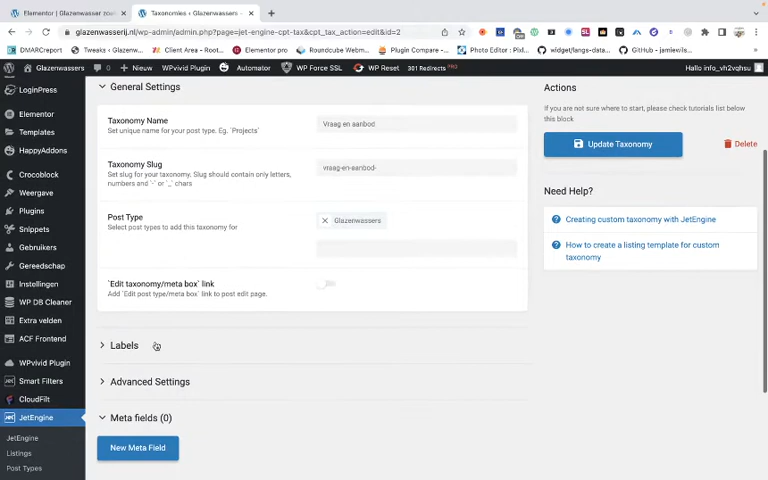 Elementor | Glazenwasser zoe
Taxonomies ‹ Glazenwassers —
glazenwasserij.nl/wp-admin/admin.php?page=jet-engine-cpt-tax&cpt_tax_action=edit&id=2
DMARCreport
Tweaks ‹ Glazenw...
Client Area - Root...
Elementor pro
Roundcube Webm...
Plugin Compare -...
Photo Editor : Pixl...
widget/langs-data...
GitHub - jamiewils...
Glazenwassers
0
Nieuw
WPvivid Plugin
Automator
WP Force SSL
WP Reset
301 Redirects PRO
Hallo info_vh2vqhsu
LoginPress
Elementor
Templates
HappyAddons
Crocoblock
Weergave
Plugins
Snippets
Gebruikers
Gereedschap
Instellingen
WP DB Cleaner
Extra velden
ACF Frontend
WPvivid Plugin
Smart Filters
CloudFilt
JetEngine
JetEngine
Listings
Post Types
General Settings
Taxonomy Name
Set unique name for your post type. Eg. `Projects`
Vraag en aanbod
Taxonomy Slug
Set slug for your taxonomy. Slug should contain only letters,
numbers and `-` or `_` chars
vraag-en-aanbod-
Post Type
Select post types to add this taxonomy for
Glazenwassers
`Edit taxonomy/meta box` link
Add `Edit post type/meta box` link to post edit page.
Labels
Advanced Settings
Meta fields (0)
New Meta Field
Actions
If you are not sure where to start, please check tutorials list below
this block
Update Taxonomy
Delete
Need Help?
Creating custom taxonomy with JetEngine
How to create a listing template for custom
taxonomy